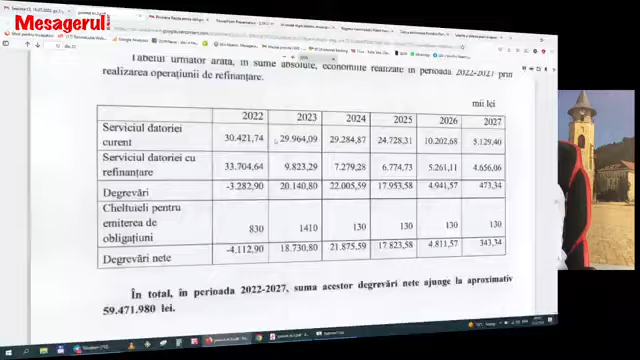 Mesagerul
Tabelul următor arată, în sume absolute, economiile realizate în perioada 2022-2027 prin
realizarea operațiunii de refinanțare.
mii lei
2022 2023 2024 2025 2026 2027
Serviciul datoriei curent 30.421,74 29.964,09 29.284,87 24.728,31 10.202,68 5.129,40
Serviciul datoriei cu refinanțare 33.704,64 9.823,29 7.279,28 6.774,73 5.261,11 4.656,06
Degrevări -3.282,90 20.140,80 22.005,59 17.953,58 4.941,57 473,34
Cheltuieli pentru emiterea de obligațiuni 830 1410 130 130 130 130
Degrevări nete -4.112,90 18.730,80 21.875,59 17.823,58 4.811,57 343,34
În total, în perioada 2022-2027, suma acestor degrevări nete ajunge la aproximativ
59.471.980 lei.